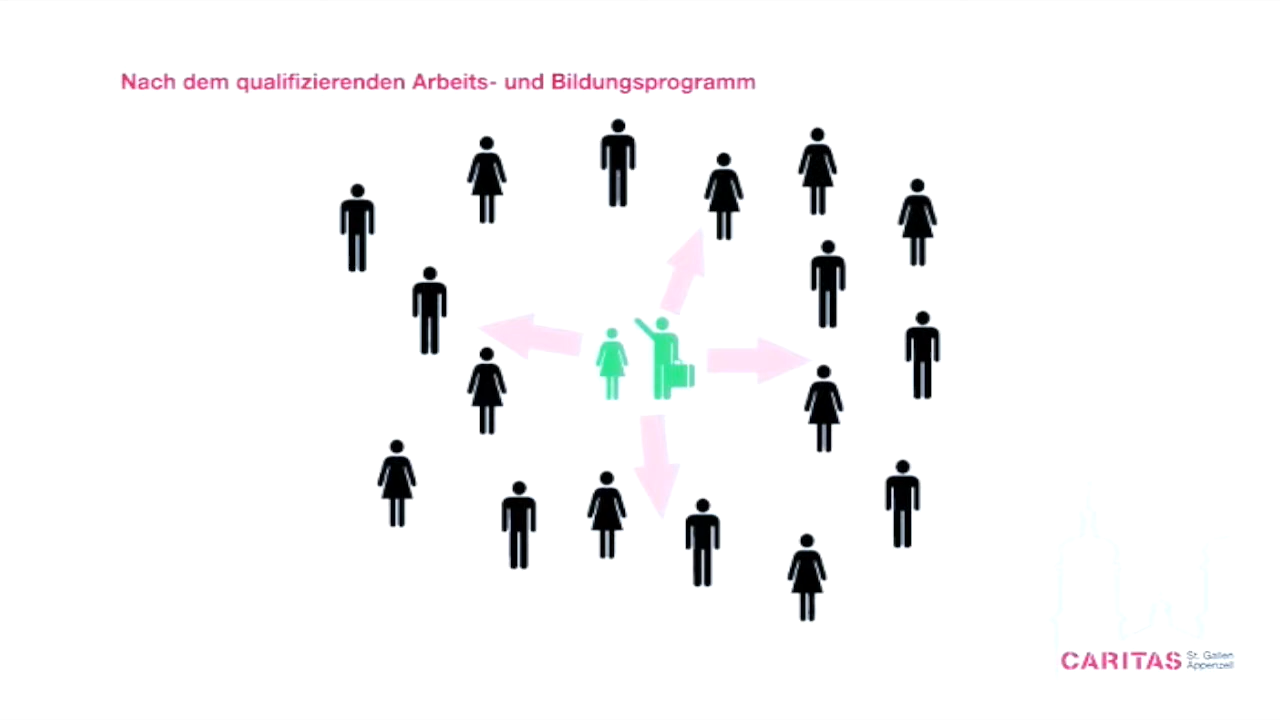 Nach dem qualifizierenden Arbeits- und Bildungsprogramm
CARITAS St. Gallen
Appenzell